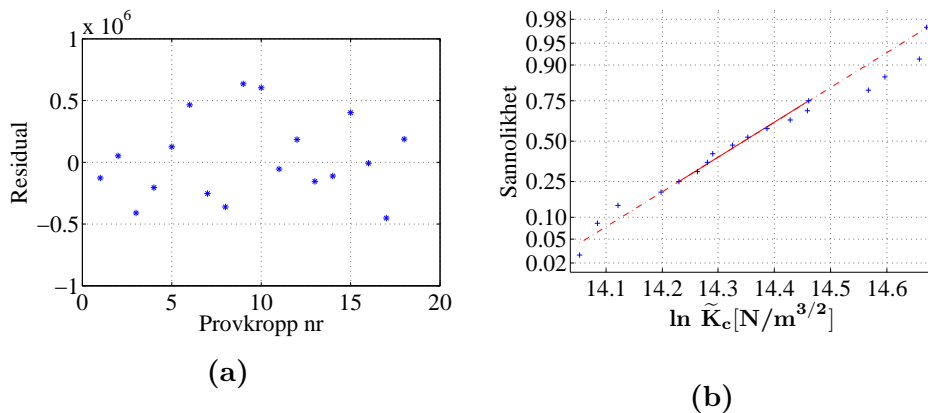 1 x 10^6
0.5
0
−0.5
−1
0 5 10 15 20
Residual
Provkropp nr
(a)
0.98
0.95
0.90
0.75
0.50
0.25
0.10
0.05
0.02
Sannolikhet
14.1 14.2 14.3 14.4 14.5 14.6
ln K̃_c[N/m^{3/2}]
(b)